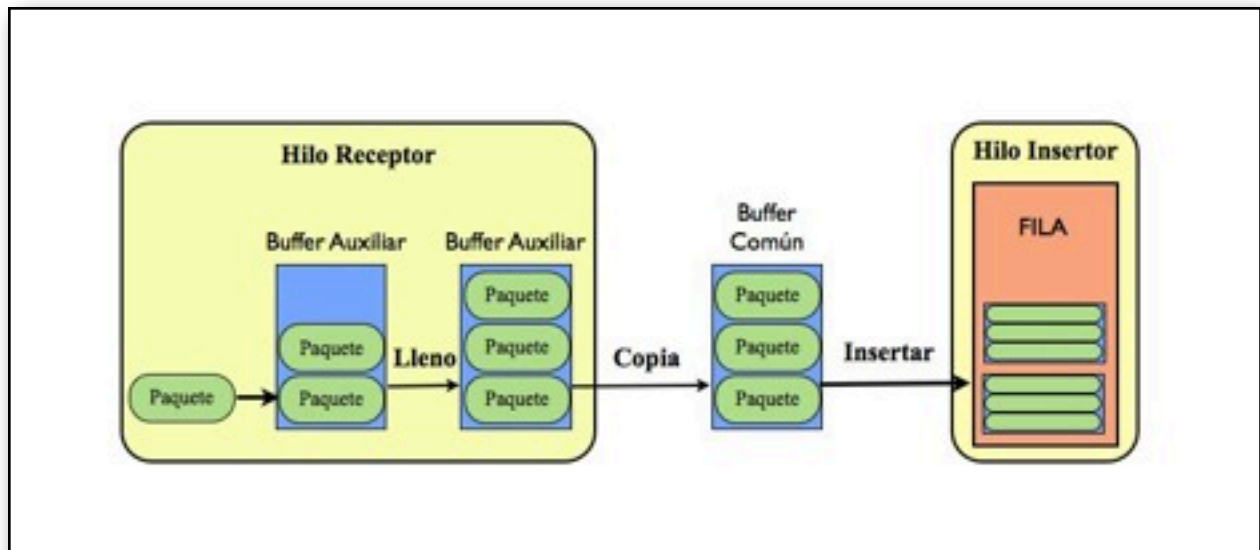 Hilo Receptor
Hilo Insertor
Buffer Auxiliar
Buffer Auxiliar
Buffer
Común
FILA
Paquete
Paquete
Paquete
Paquete
Lleno
Paquete
Paquete
Copia
Paquete
Paquete
Insertar
Paquete